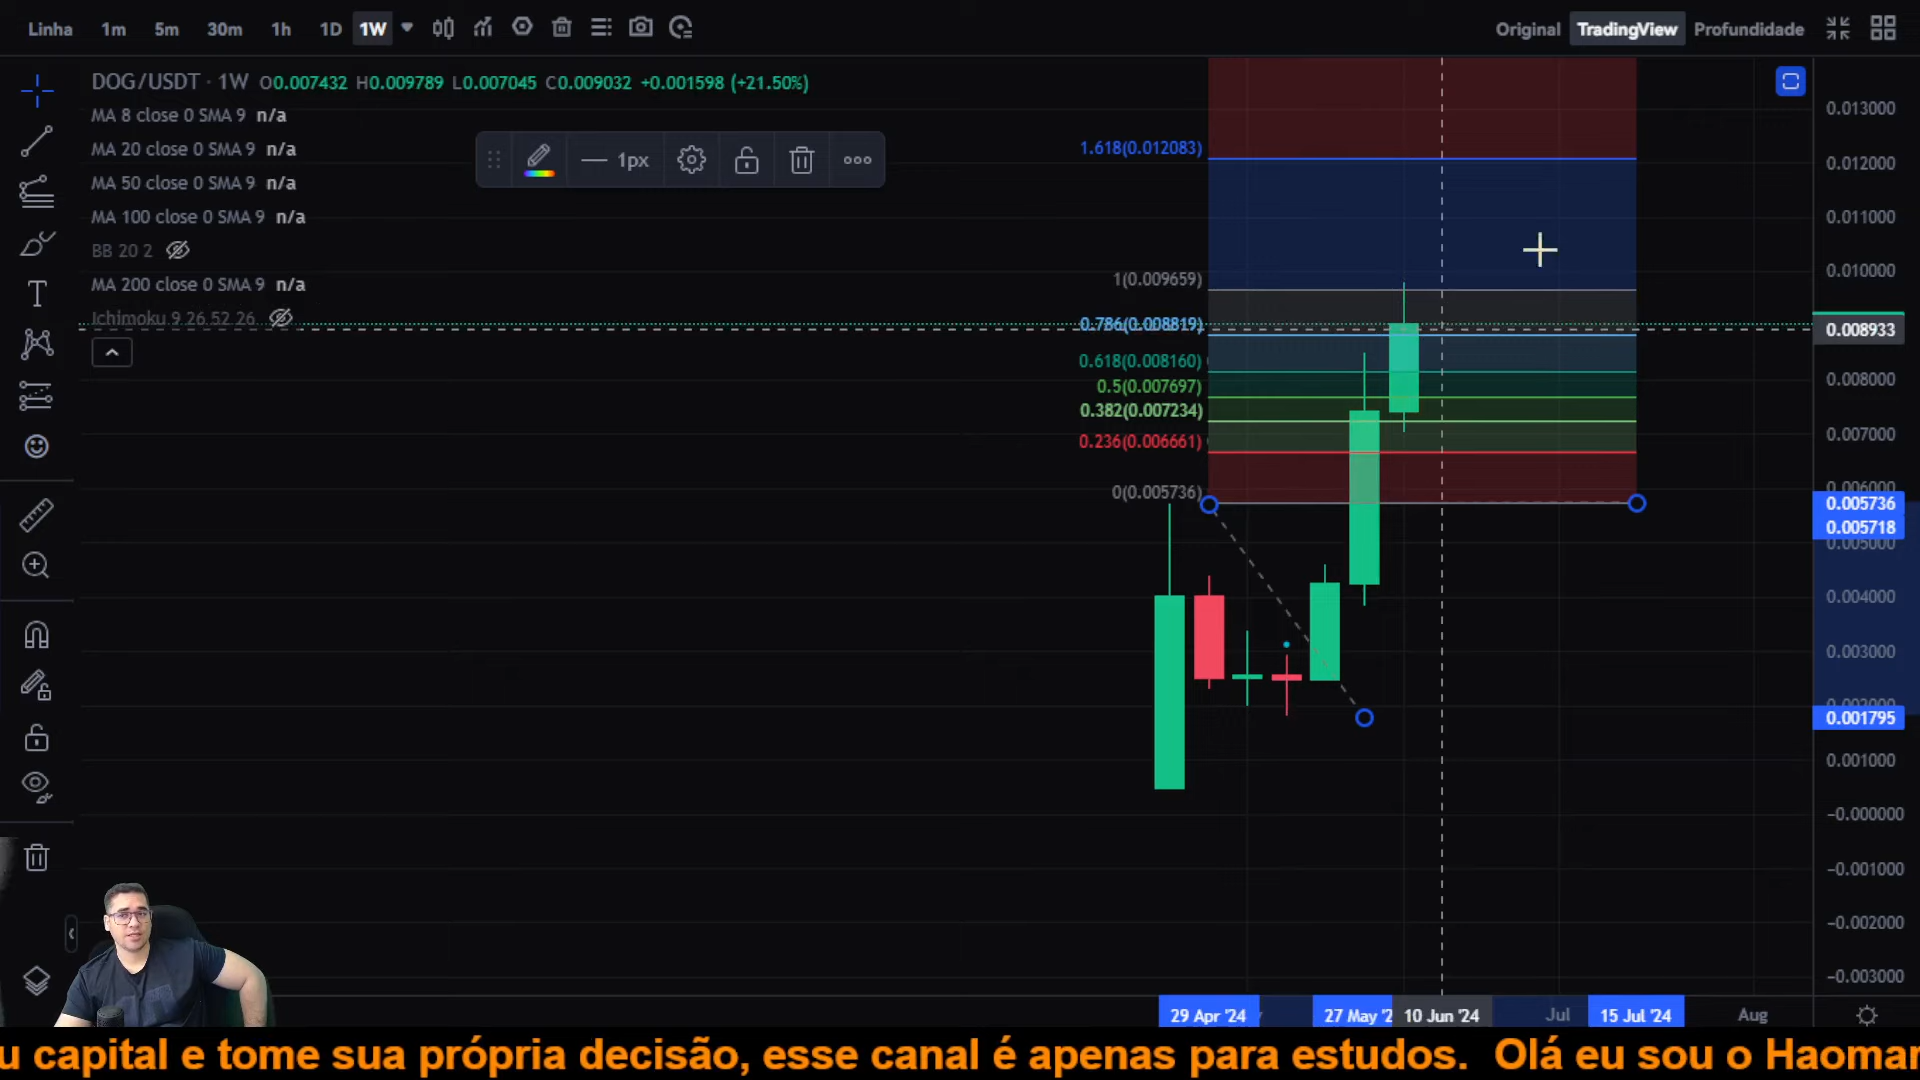 Linha 1m 5m 30m 1h 1D 1W
Original TradingView Profundidade
DOG/USDT · 1W O0.007432 H0.009789 L0.007045 C0.009032 +0.001598 (+21.50%)
MA 8 close 0 SMA 9 n/a
MA 20 close 0 SMA 9 n/a
MA 50 close 0 SMA 9 n/a
MA 100 close 0 SMA 9 n/a
BB 20 2
MA 200 close 0 SMA 9 n/a
Ichimoku 9 26 52 26
1px
1.618(0.012083)
1(0.009659)
0.786(0.008819)
0.618(0.008160)
0.5(0.007697)
0.382(0.007234)
0.236(0.006661)
0(0.005736)
0.013000
0.012000
0.011000
0.010000
0.008933
0.008000
0.007000
0.006000
0.005736
0.005718
0.005000
0.004000
0.003000
0.002000
0.001795
0.001000
-0.000000
-0.001000
-0.002000
-0.003000
29 Apr '24 27 May '2 10 Jun '24 Jul 15 Jul '24 Aug
u capital e tome sua própria decisão, esse canal é apenas para estudos. Olá eu sou o Haomar